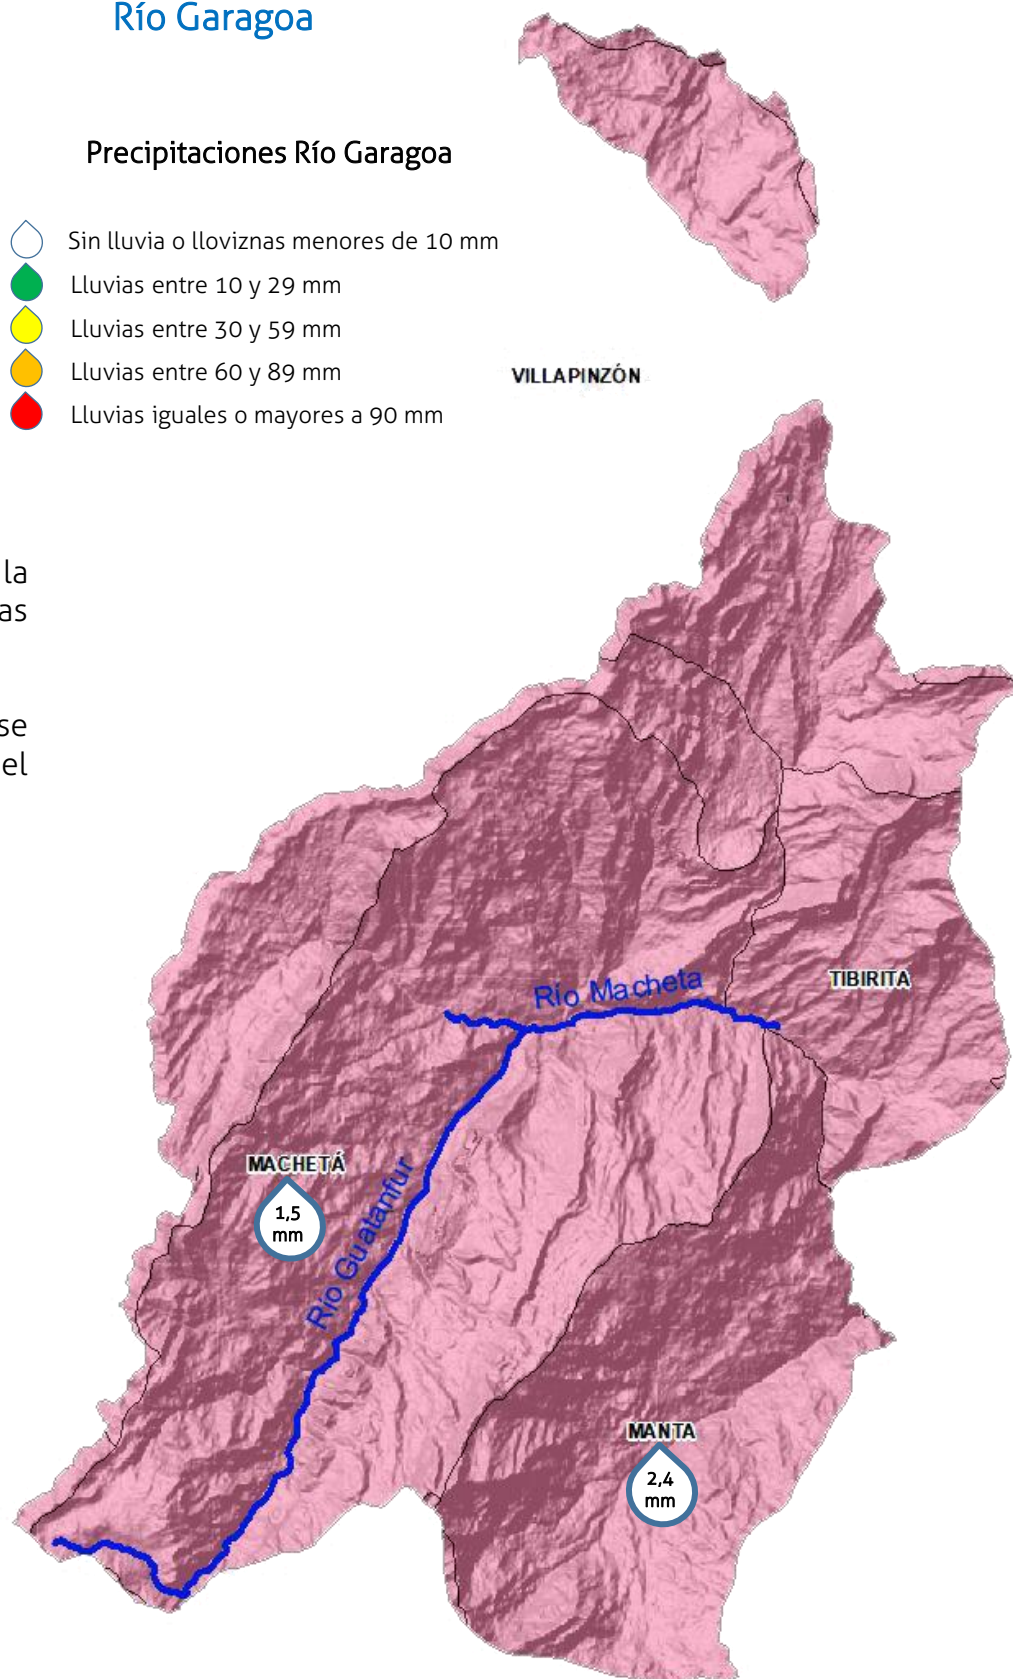 Río Garagoa
Precipitaciones Río Garagoa
Sin lluvia o lloviznas menores de 10 mm
Lluvias entre 10 y 29 mm
Lluvias entre 30 y 59 mm
Lluvias entre 60 y 89 mm
Lluvias iguales o mayores a 90 mm
VILLAPINZÓN
la
as
se
el
Río Macheta
TIBIRITA
MACHETÁ
1,5
mm
Río Guatanfur
MANTA
2,4
mm